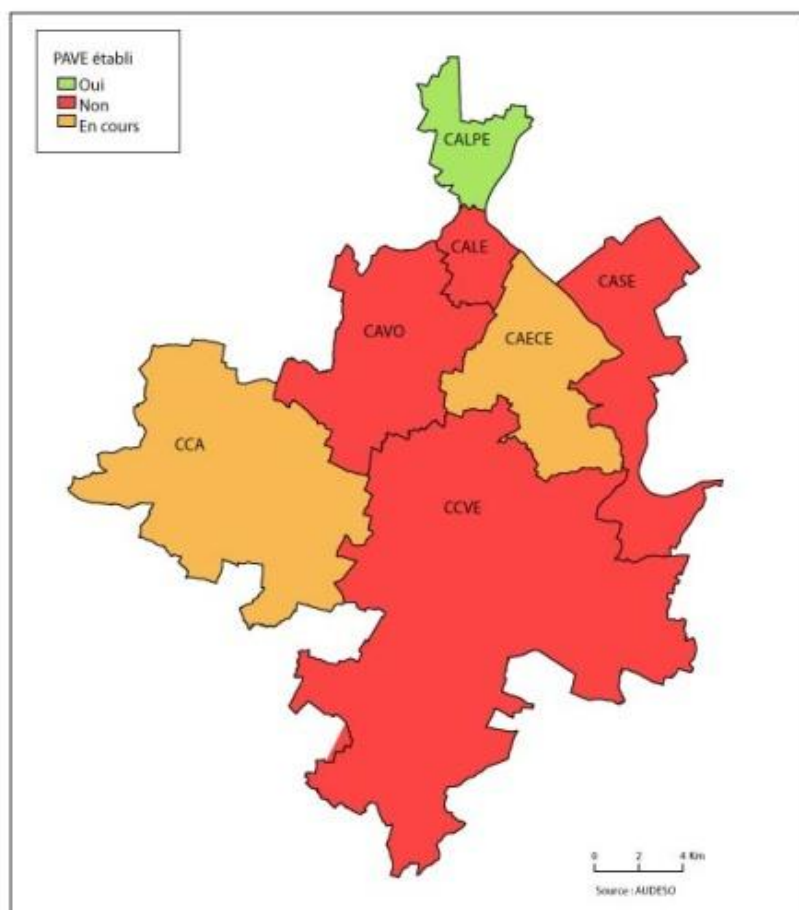 PAVE établi
Oui
Non
En cours
CALPE
CALE
CASE
CAVO
CAECE
CCA
CCVE
0 2 4 Km
Source : AUDESO